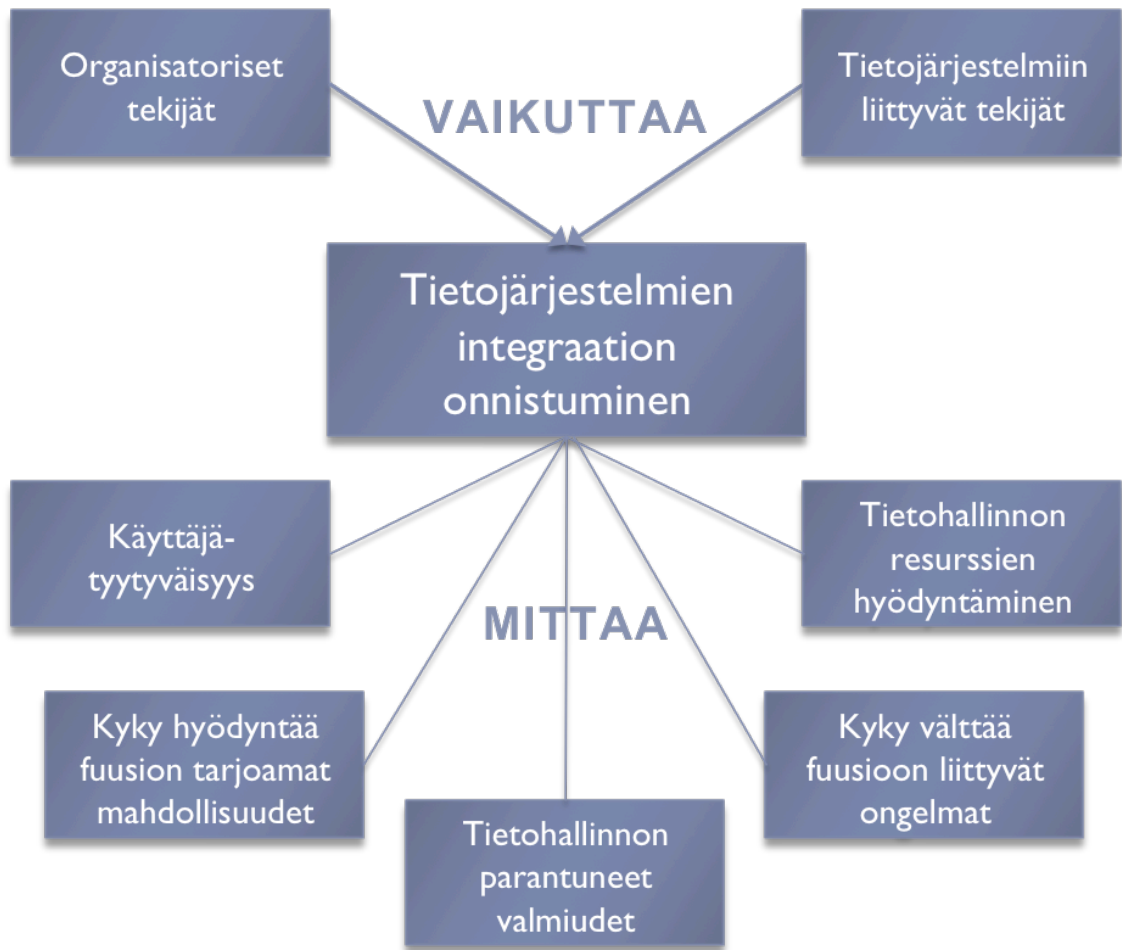 Organisatoriset
tekijät
VAIKUTTAA
Tietojärjestelmiin
liittyvät tekijät
Tietojärjestelmien
integraation
onnistuminen
Käyttäjä-
tyytyväisyys
MITTAA
Tietohallinnon
resurssien
hyödyntäminen
Kyky hyödyntää
fuusion tarjoamat
mahdollisuudet
Tietohallinnon
parantuneet
valmiudet
Kyky välttää
fuusioon liittyvät
ongelmat